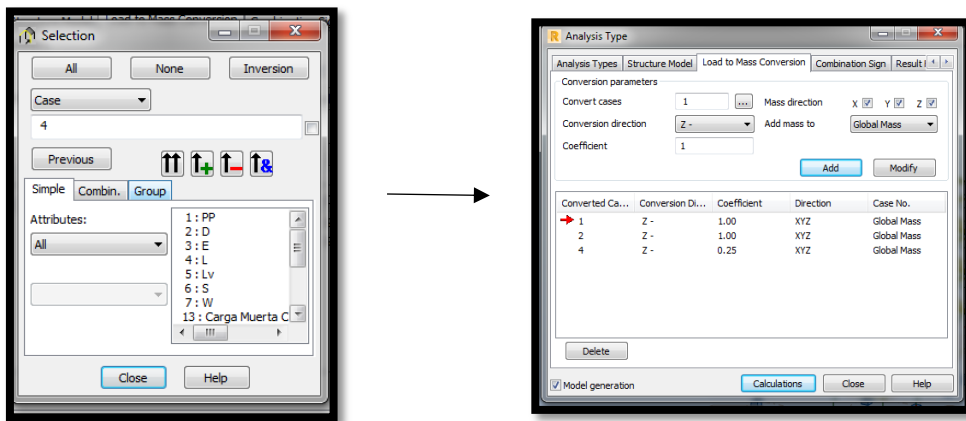 Selection
All None Inversion
Case
4
Previous
&
Simple Combin. Group
Attributes:
All
1 : PP
2 : D
3 : E
4 : L
5 : Lv
6 : S
7 : W
13 : Carga Muerta C
Close Help
R Analysis Type
Analysis Types Structure Model Load to Mass Conversion Combination Sign Result
Conversion parameters
Convert cases 1 ... Mass direction X Y Z
Conversion direction Z - Add mass to Global Mass
Coefficient 1
Add Modify
Converted Ca... Conversion Di... Coefficient Direction Case No.
1 Z - 1.00 XYZ Global Mass
2 Z - 1.00 XYZ Global Mass
4 Z - 0.25 XYZ Global Mass
Delete
Model generation Calculations Close Help